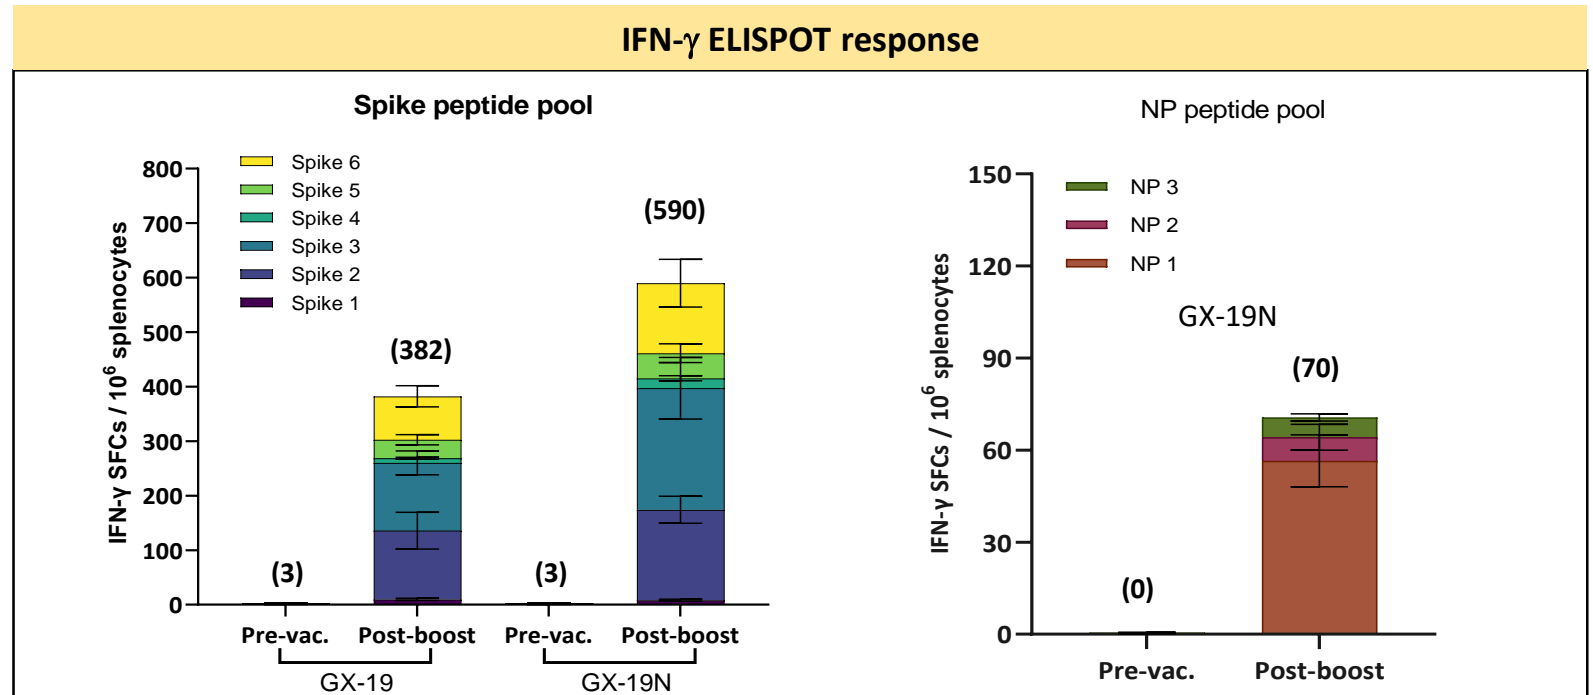 IFN-γ ELISPOT response
Spike peptide pool
IFN-γ SFCs / 10⁶ splenocytes
800
700
600
500
400
300
200
100
0
Spike 6
Spike 5
Spike 4
Spike 3
Spike 2
Spike 1
(3)
(382)
(3)
(590)
Pre-vac. Post-boost Pre-vac. Post-boost
GX-19 GX-19N
NP peptide pool
IFN-γ SFCs / 10⁶ splenocytes
150
120
90
60
30
0
NP 3
NP 2
NP 1
GX-19N
(0)
(70)
Pre-vac. Post-boost